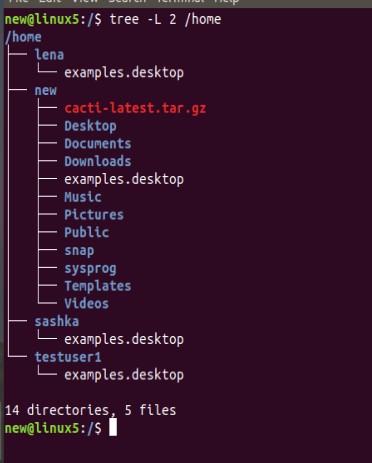 File Edit View Search Terminal Help
new@linux5:/$ tree -L 2 /home
/home
├── lena
│   └── examples.desktop
├── new
│   ├── cacti-latest.tar.gz
│   ├── Desktop
│   ├── Documents
│   ├── Downloads
│   ├── examples.desktop
│   ├── Music
│   ├── Pictures
│   ├── Public
│   ├── snap
│   ├── sysprog
│   ├── Templates
│   └── Videos
├── sashka
│   └── examples.desktop
└── testuser1
    └── examples.desktop

14 directories, 5 files
new@linux5:/$